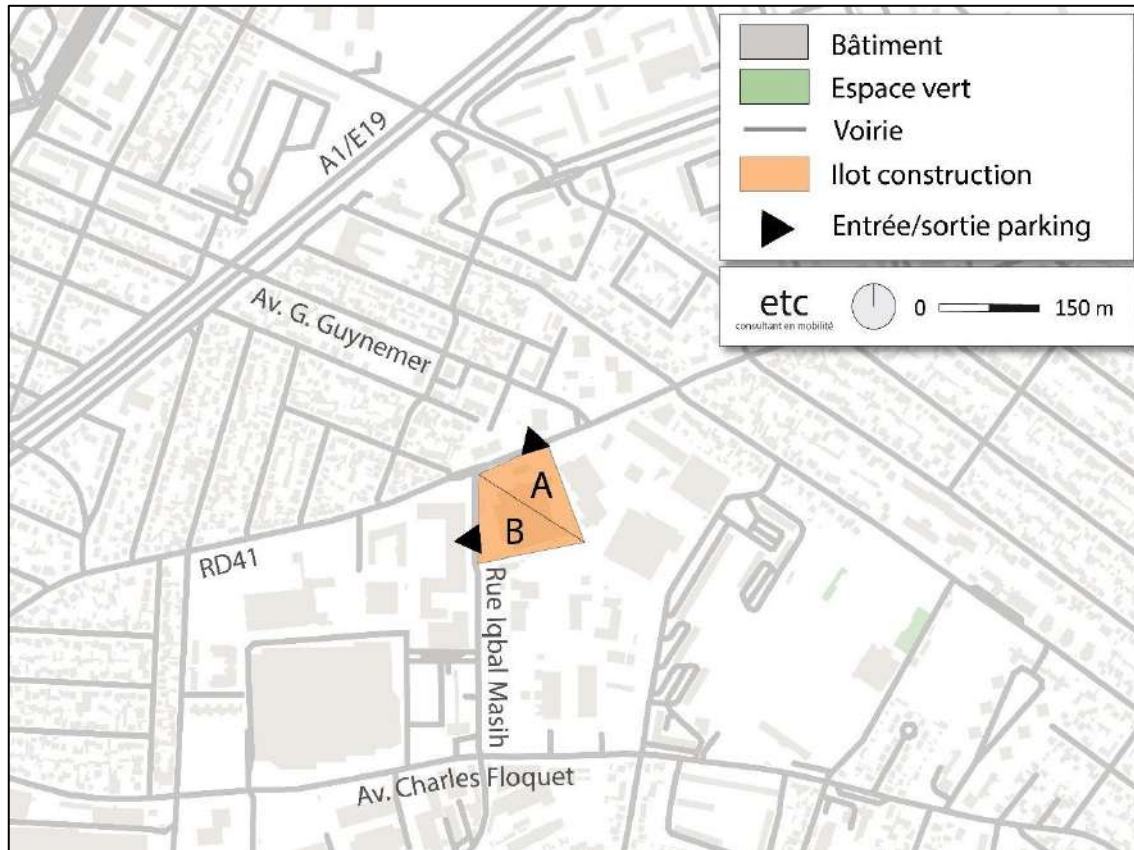 Bâtiment
Espace vert
Voirie
Ilot construction
Entrée/sortie parking
etc
consultant en mobilité
0 150 m
A1/E19
Av. G. Guynemer
A
B
RD41
Rue Iqbal Masih
Av. Charles Floquet